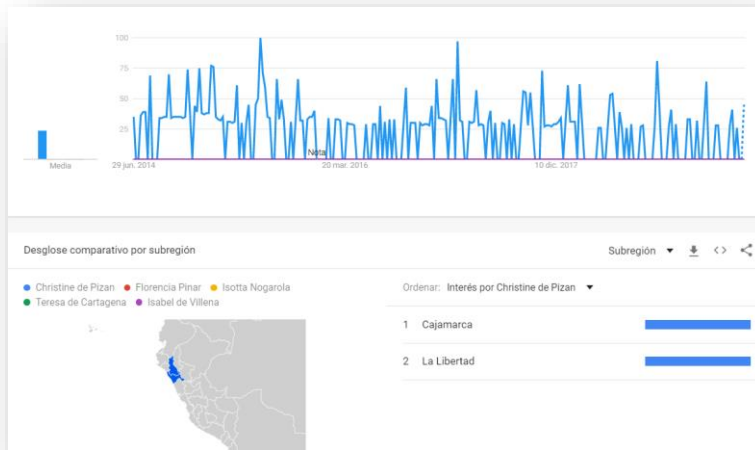 100
75
50
25
Nota
Media
29 jun. 2014
20 mar. 2016
10 dic. 2017
Desglose comparativo por subregión
Subregión
Christine de Pizan
Florencia Pinar
Isotta Nogarola
Teresa de Cartagena
Isabel de Villena
Ordenar: Interés por Christine de Pizan
1 Cajamarca
2 La Libertad